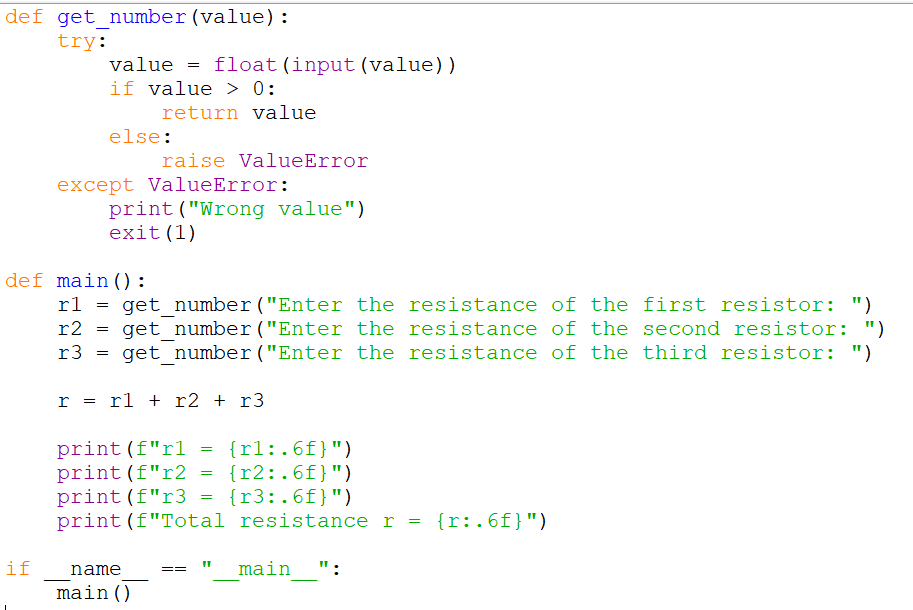 def get_number(value):
    try:
        value = float(input(value))
        if value > 0:
            return value
        else:
            raise ValueError
    except ValueError:
        print("Wrong value")
        exit(1)

def main():
    r1 = get_number("Enter the resistance of the first resistor: ")
    r2 = get_number("Enter the resistance of the second resistor: ")
    r3 = get_number("Enter the resistance of the third resistor: ")

    r = r1 + r2 + r3

    print(f"r1 = {r1:.6f}")
    print(f"r2 = {r2:.6f}")
    print(f"r3 = {r3:.6f}")
    print(f"Total resistance r = {r:.6f}")

if __name__ == "__main__":
    main()